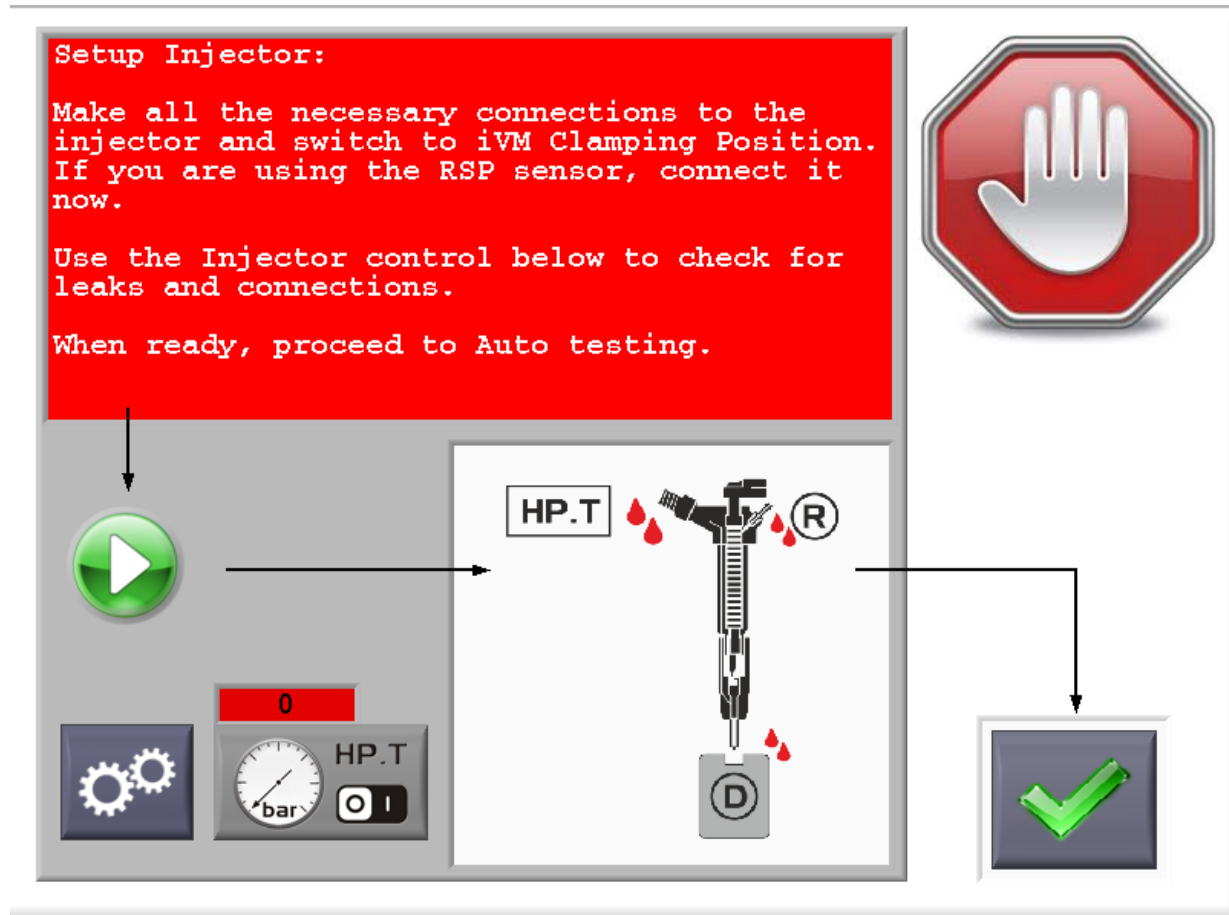 Setup Injector:
Make all the necessary connections to the
injector and switch to iVM Clamping Position.
If you are using the RSP sensor, connect it
now.
Use the Injector control below to check for
leaks and connections.
When ready, proceed to Auto testing.
HP.T
R
0
HP.T
bar
O I
D